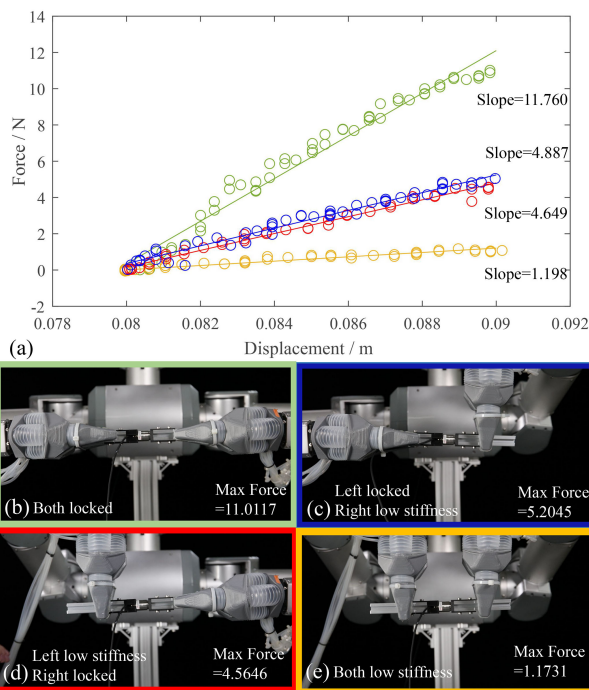 14
12
10
8
6
4
2
0
-2
Force / N
Slope=11.760
Slope=4.887
Slope=4.649
Slope=1.198
0.078
0.08
0.082
0.084
0.086
0.088
0.09
0.092
(a)
Displacement / m
(b) Both locked
Max Force
=11.0117
(c) Left locked
Right low stiffness
Max Force
=5.2045
(d) Left low stiffness
Right locked
Max Force
=4.5646
(e) Both low stiffness
Max Force
=1.1731